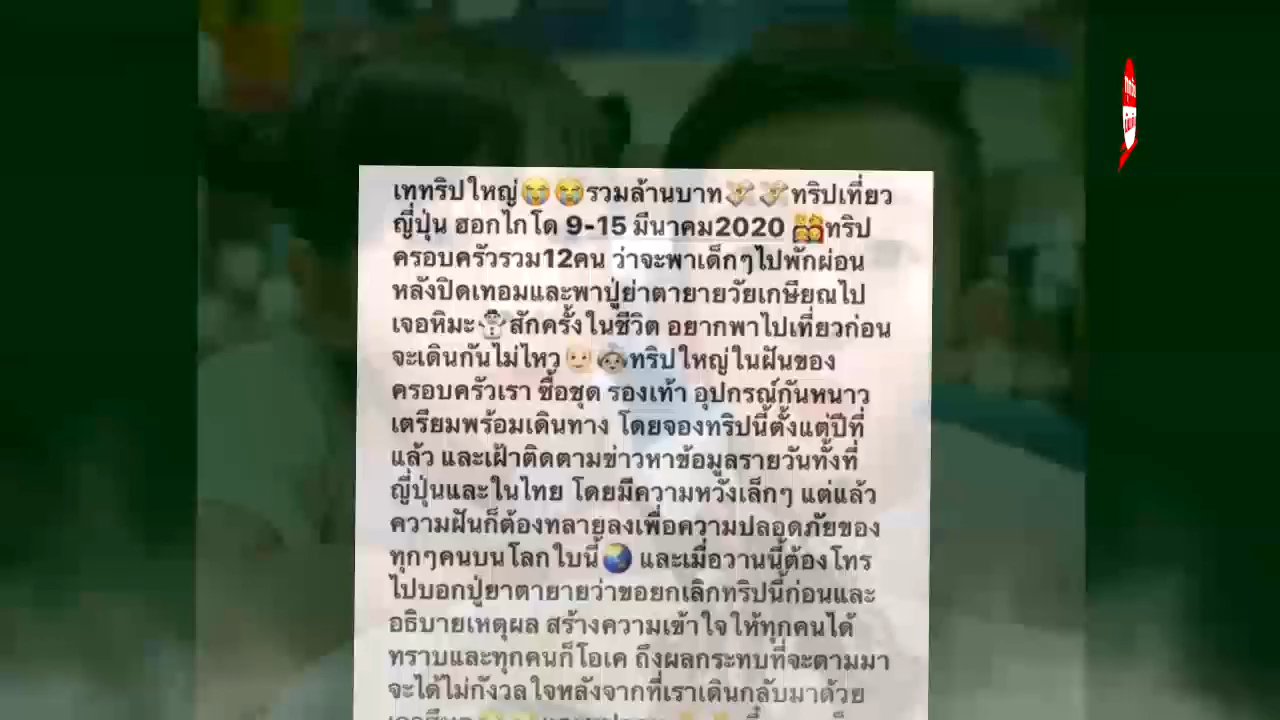 เททริปใหญ่😭😭รวมล้านบาท💸💸ทริปเที่ยว
ญี่ปุ่น ฮอกไกโด 9-15 มีนาคม2020 👨‍👩‍👧‍👦ทริป
ครอบครัวรวม12คน ว่าจะพาเด็กๆไปพักผ่อน
หลังปิดเทอมและพาปู่ย่าตายายวัยเกษียณไป
เจอหิมะ☃️สักครั้งในชีวิต อยากพาไปเที่ยวก่อน
จะเดินกันไม่ไหว👴🏻👵🏻ทริปใหญ่ในฝันของ
ครอบครัวเรา ซื้อชุด รองเท้า อุปกรณ์กันหนาว
เตรียมพร้อมเดินทาง โดยจองทริปนี้ตั้งแต่ปีที่
แล้ว และเฝ้าติดตามข่าวหาข้อมูลรายวันทั้งที่
ญี่ปุ่นและในไทย โดยมีความหวังเล็กๆ แต่แล้ว
ความฝันก็ต้องทลายลงเพื่อความปลอดภัยของ
ทุกๆคนบนโลกใบนี้🌏 และเมื่อวานนี้ต้องโทร
ไปบอกปู่ยาตายายว่าขอยกเลิกทริปนี้ก่อนและ
อธิบายเหตุผล สร้างความเข้าใจให้ทุกคนได้
ทราบและทุกคนก็โอเค ถึงผลกระทบที่จะตามมา
จะได้ไม่กังวลใจหลังจากที่เราเดินกลับมาด้วย